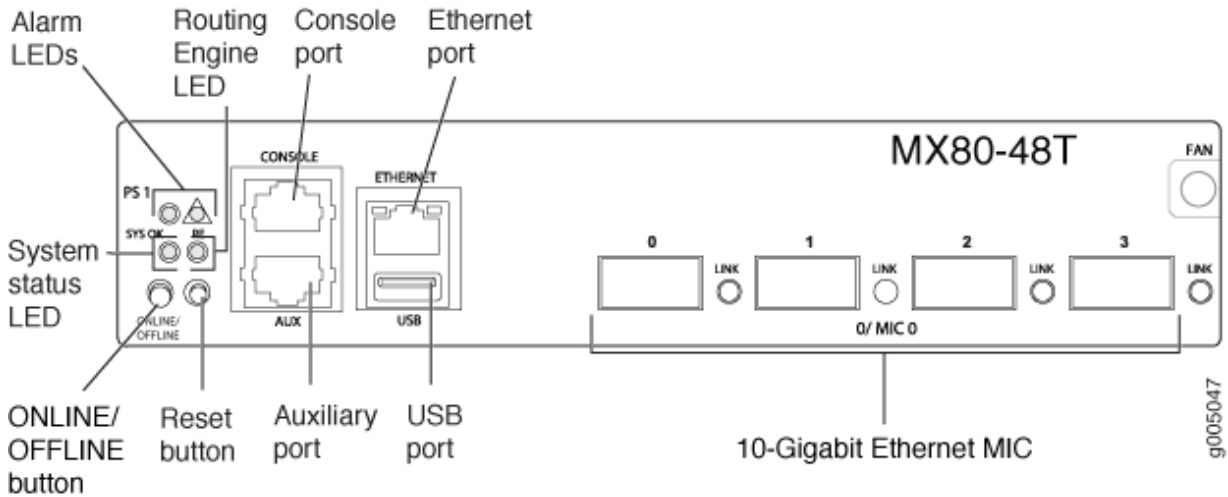 Alarm
LEDs
Routing
Engine
LED
Console
port
Ethernet
port
MX80-48T
FAN
CONSOLE
ETHERNET
PS 1
SYS OK
RE
System
status
LED
0
1
2
3
LINK
LINK
LINK
LINK
ONLINE/
OFFLINE
AUX
USB
0/ MIC 0
ONLINE/
OFFLINE
button
Reset
button
Auxiliary
port
USB
port
10-Gigabit Ethernet MIC
g005047